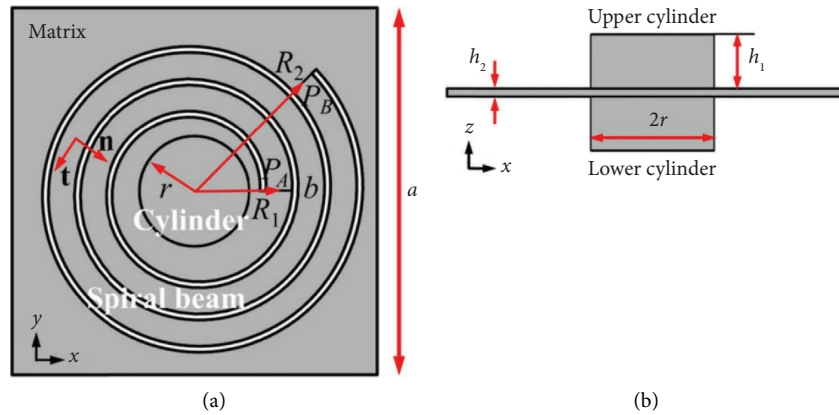 Matrix
R2
PB
n
t
r
PA
b
R1
Cylinder
Spiral beam
y
x
a
(a)
Upper cylinder
h2
h1
2r
z
x
Lower cylinder
(b)